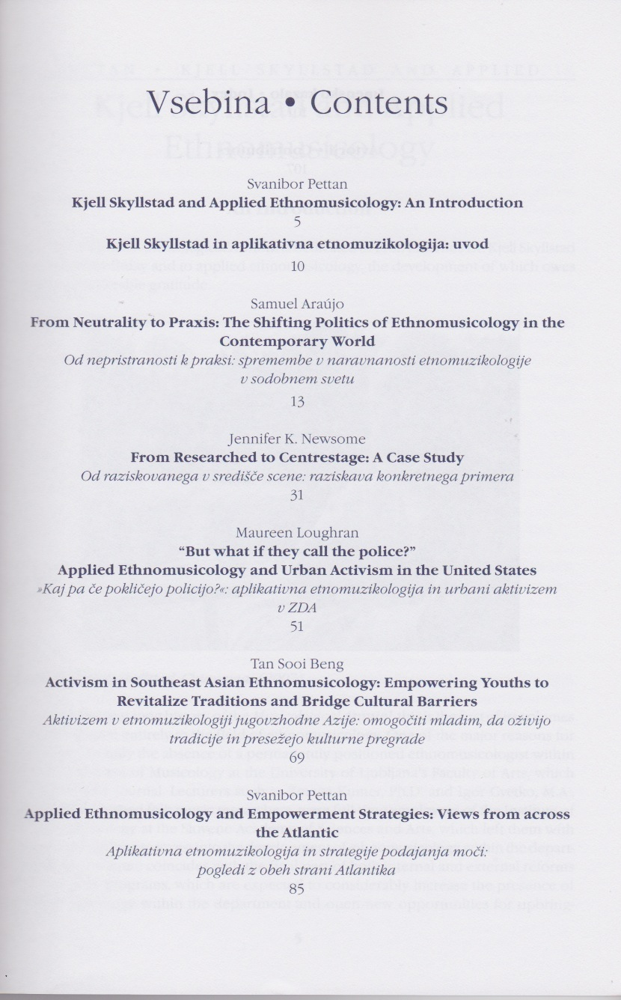 Vsebina • Contents
Svanibor Pettan
Kjell Skyllstad and Applied Ethnomusicology: An Introduction
5
Kjell Skyllstad in aplikativna etnomuzikologija: uvod
10
Samuel Araújo
From Neutrality to Praxis: The Shifting Politics of Ethnomusicology in the
Contemporary World
Od nepristranosti k praksi: spremembe v naravnanosti etnomuzikologije
v sodobnem svetu
13
Jennifer K. Newsome
From Researched to Centrestage: A Case Study
Od raziskovanega v središče scene: raziskava konkretnega primera
31
Maureen Loughran
“But what if they call the police?”
Applied Ethnomusicology and Urban Activism in the United States
»Kaj pa če pokličejo policijo?«: aplikativna etnomuzikologija in urbani aktivizem
v ZDA
51
Tan Sooi Beng
Activism in Southeast Asian Ethnomusicology: Empowering Youths to
Revitalize Traditions and Bridge Cultural Barriers
Aktivizem v etnomuzikologiji jugovzhodne Azije: omogočiti mladim, da oživijo
tradicije in presežejo kulturne pregrade
69
Svanibor Pettan
Applied Ethnomusicology and Empowerment Strategies: Views from across
the Atlantic
Aplikativna etnomuzikologija in strategije podajanja moči:
pogledi z obeh strani Atlantika
85